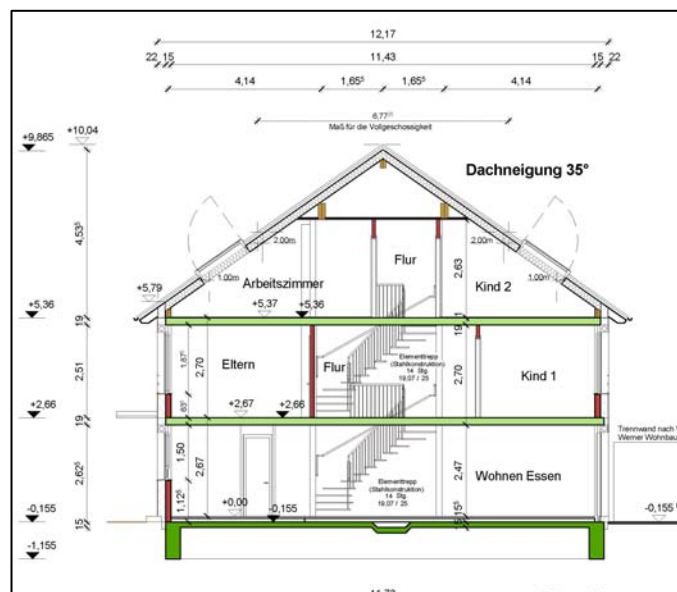 12,17
22 15 11,43 15 22
4,14 1,65⁵ 1,65⁵ 4,14
6,77
Maß für die Vollgeschossigkeit
+10,04
+9,865
Dachneigung 35°
4,53⁵
2.00m 2.00m
Flur
1.00m 1.00m
Arbeitszimmer 2,63 Kind 2
+5,79
+5,36 +5,37 +5,36
19 19
Eltern Flur Kind 1
2,51 2,70 2,70
Elementtrepp
(Stahlkonstruktion)
14 Stg.
19,07 / 25
+2,66 +2,67 +2,66
19
Trennwand nach
Werner Wohnbau
2,62⁵ 1,50 2,67 2,47
Wohnen Essen
Elementtrepp
(Stahlkonstruktion)
14 Stg.
19,07 / 25
1,12⁵
-0,155 +0,00 -0,155 -0,155
15 15 15⁵
-1,155